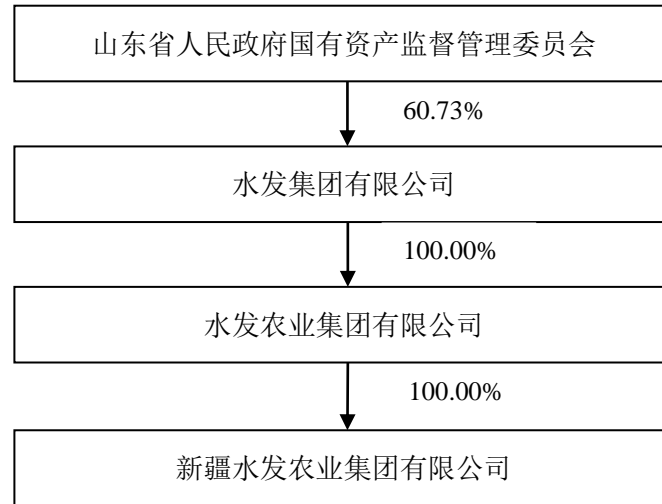 山东省人民政府国有资产监督管理委员会
60.73%
水发集团有限公司
100.00%
水发农业集团有限公司
100.00%
新疆水发农业集团有限公司